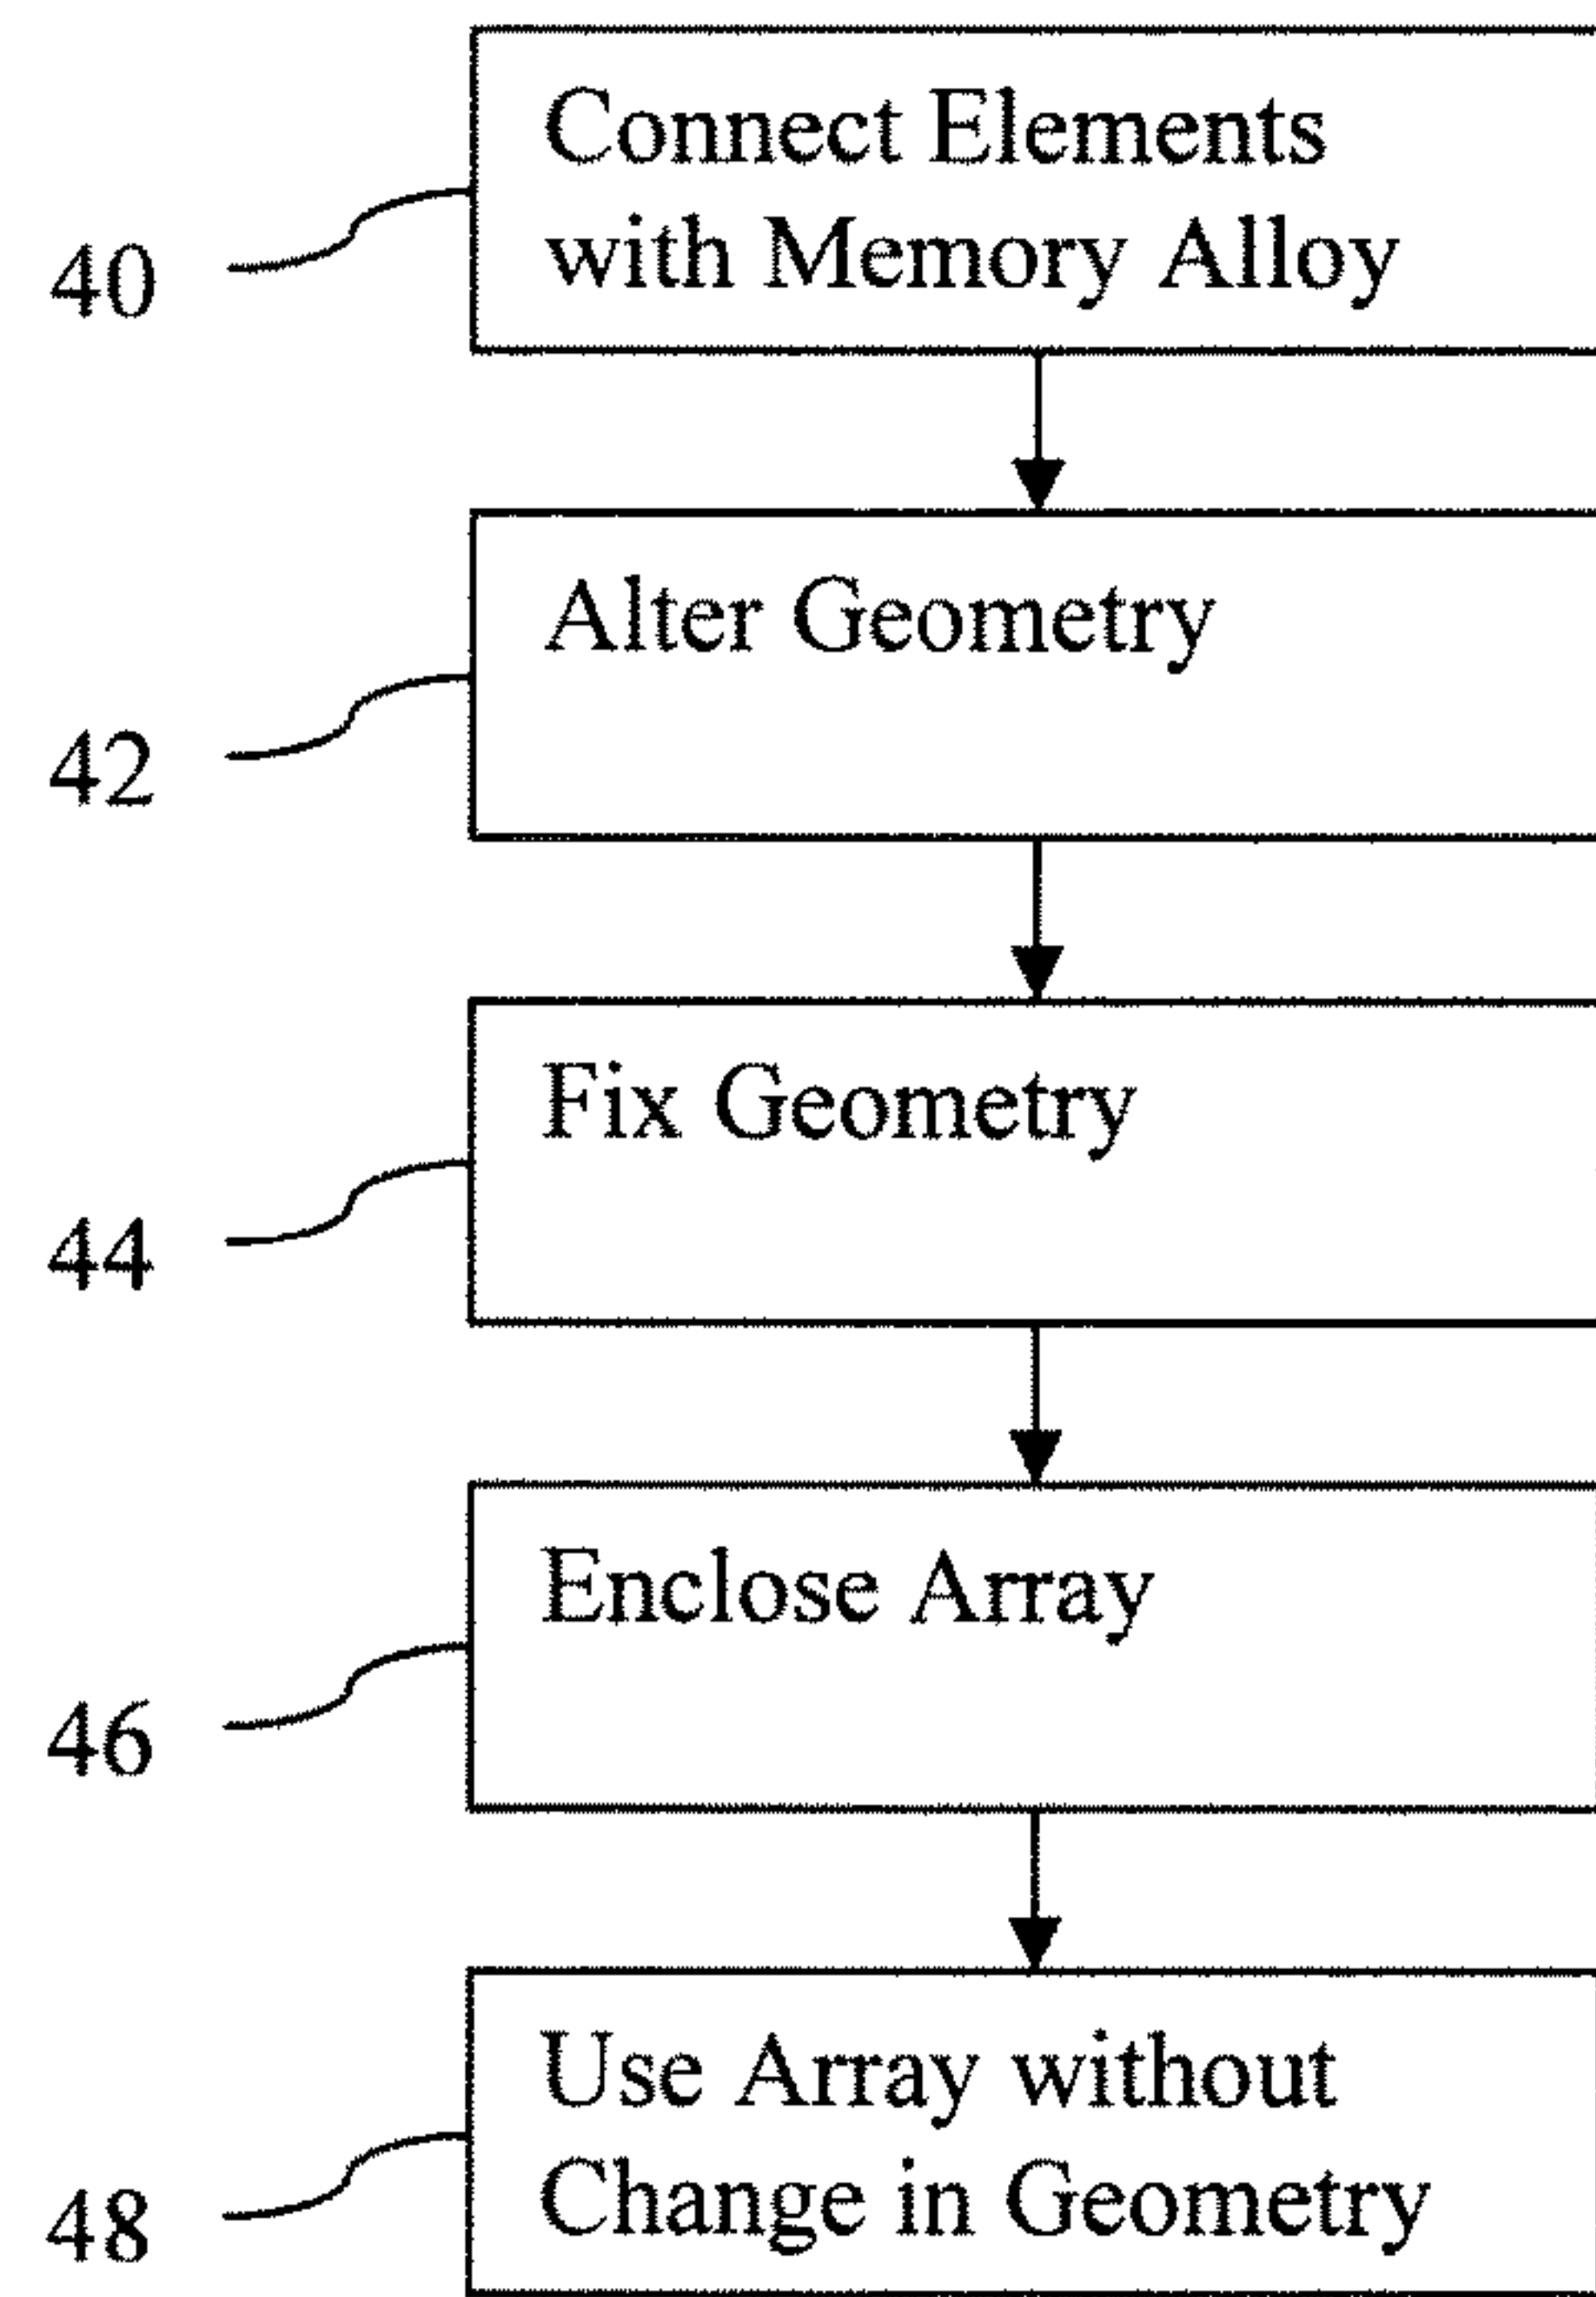 Connect Elements
with Memory Alloy
40
Alter Geometry
42
Fix Geometry
44
Enclose Array
46
Use Array without
Change in Geometry
48